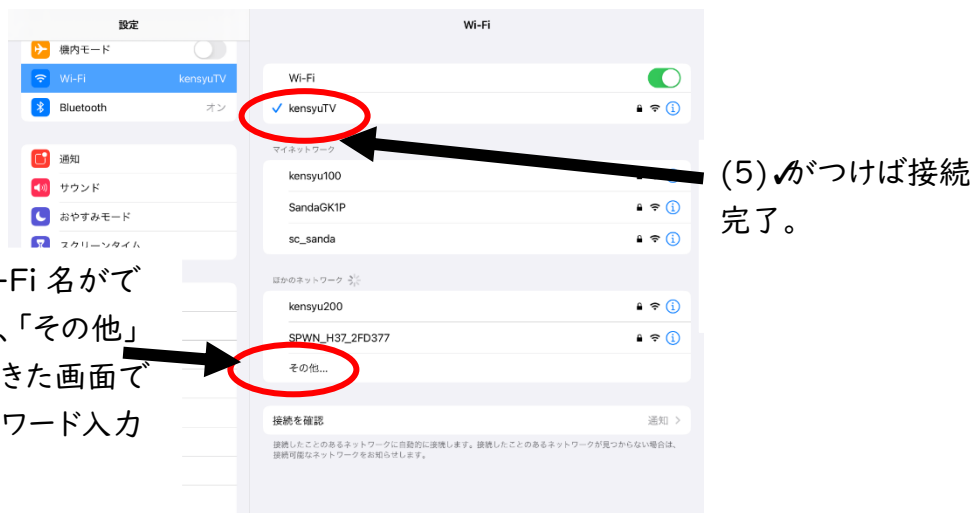 設定
機内モード
Wi-Fi kensyuTV
Bluetooth オン
通知
サウンド
おやすみモード
スクリーンタイム
-Fi 名がで
、「その他」
きた画面で
ワード入力
Wi-Fi
Wi-Fi
✓ kensyuTV
マイネットワーク
kensyu100
SandaGK1P
sc_sanda
ほかのネットワーク
kensyu200
SPWN_H37_2FD377
その他...
接続を確認 通知 >
接続したことのあるネットワークに自動的に接続します。接続したことのあるネットワークが見つからない場合は、
接続可能なネットワークをお知らせします。
(5)✓がつけば接続
完了。